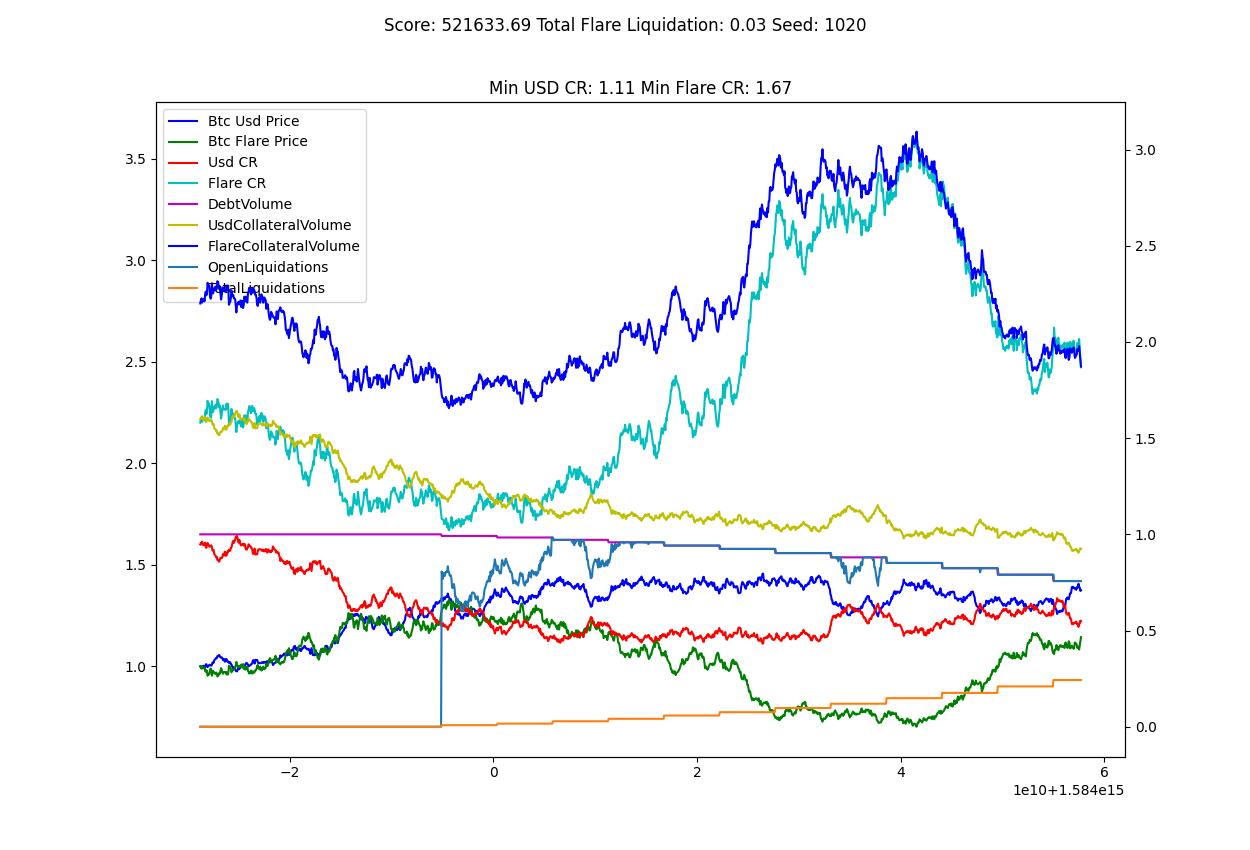 Score: 521633.69 Total Flare Liquidation: 0.03 Seed: 1020
Min USD CR: 1.11 Min Flare CR: 1.67
Btc Usd Price
Btc Flare Price
Usd CR
Flare CR
DebtVolume
UsdCollateralVolume
FlareCollateralVolume
OpenLiquidations
TotalLiquidations
3.5
3.0
2.5
2.0
1.5
1.0
3.0
2.5
2.0
1.5
1.0
0.5
0.0
−2
0
2
4
6
1e10+1.584e15